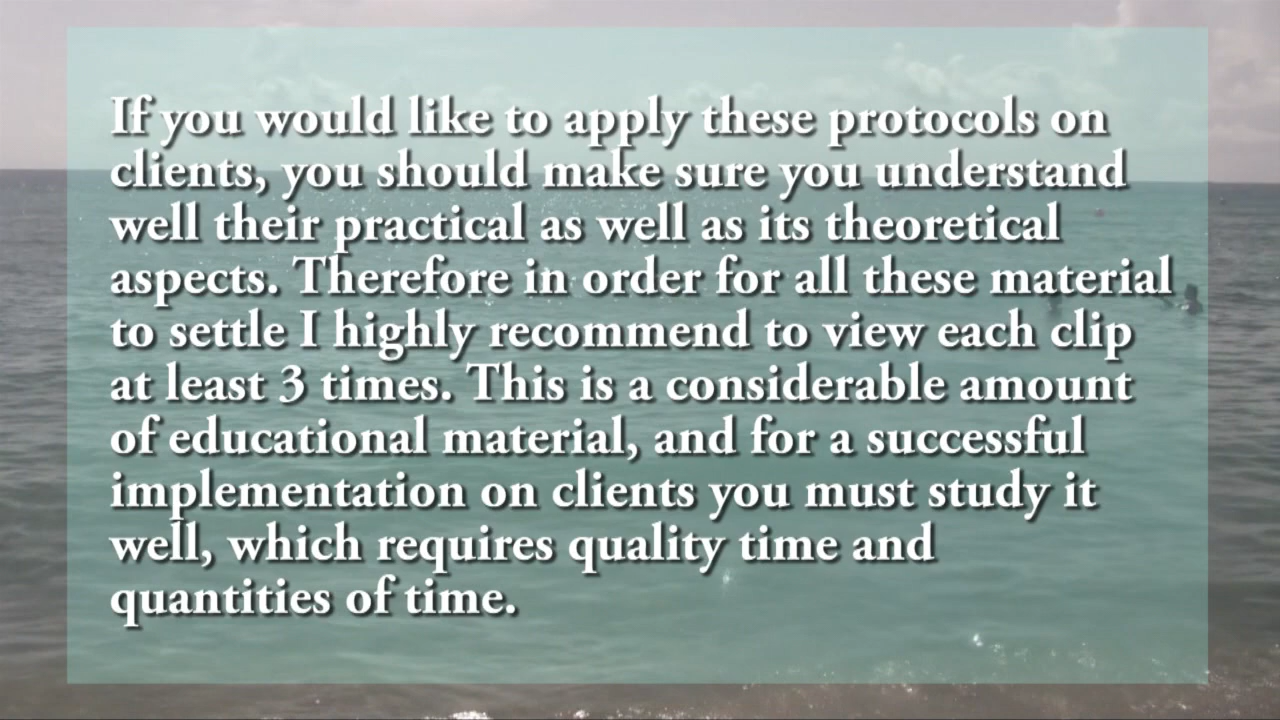 If you would like to apply these protocols on
clients, you should make sure you understand
well their practical as well as its theoretical
aspects. Therefore in order for all these material
to settle I highly recommend to view each clip
at least 3 times. This is a considerable amount
of educational material, and for a successful
implementation on clients you must study it
well, which requires quality time and
quantities of time.